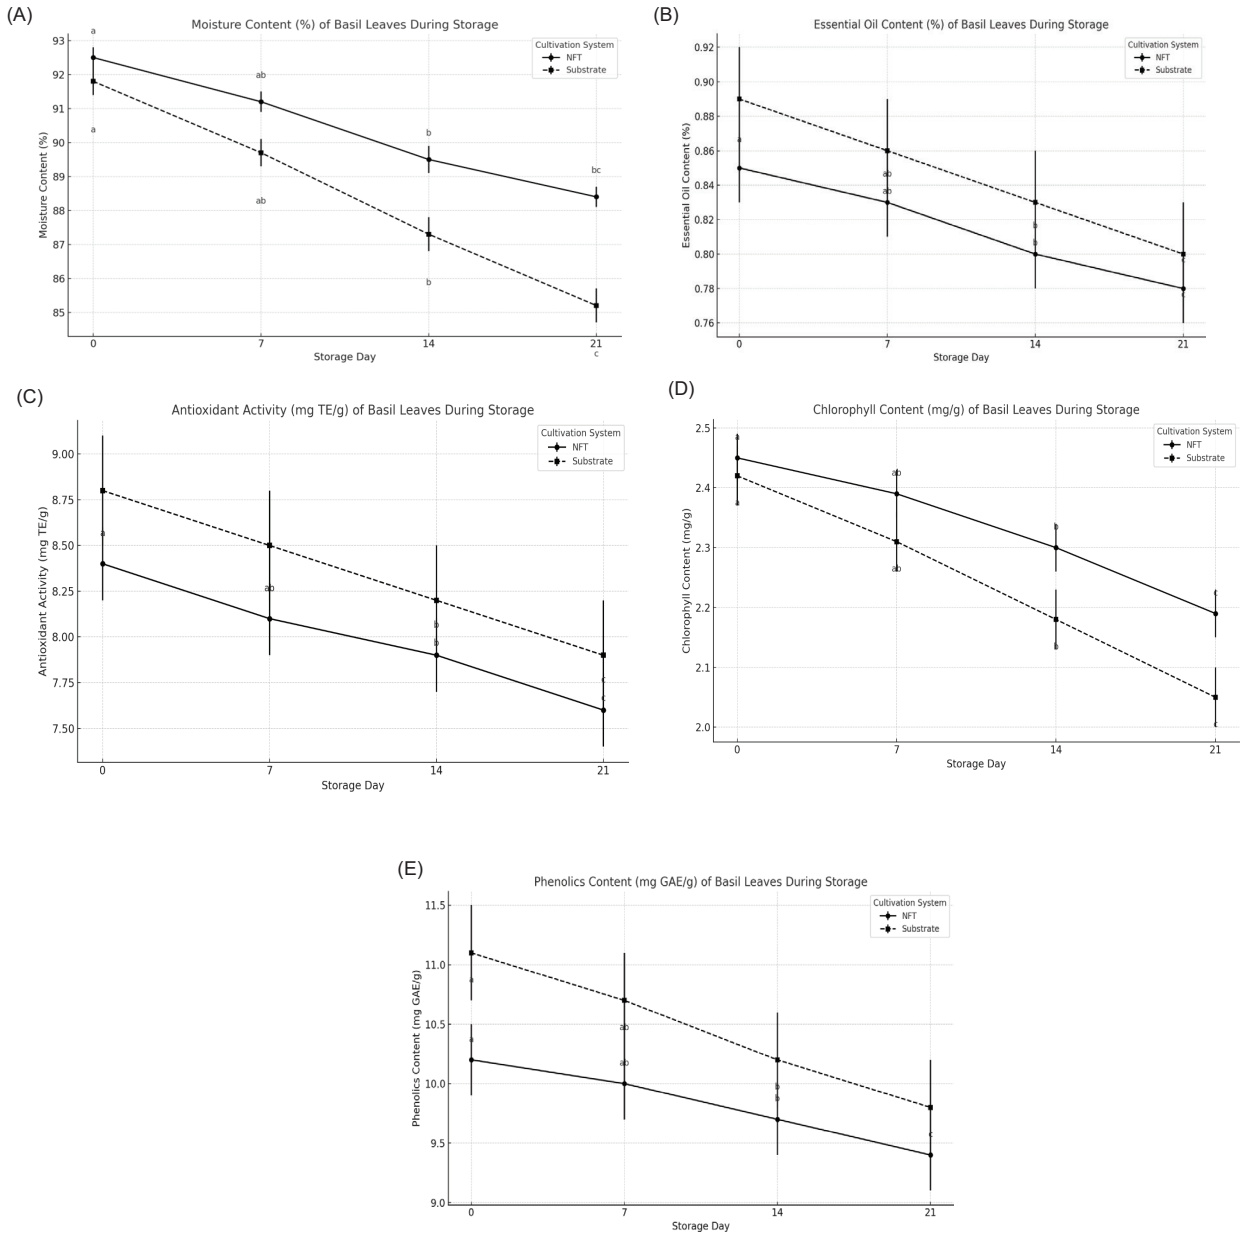 (A)
Moisture Content (%) of Basil Leaves During Storage
Moisture Content (%)
93
92
91
90
89
88
87
86
85
a
a
ab
ab
b
b
bc
c
Cultivation System
NFT
Substrate
0 7 14 21
Storage Day
(B)
Essential Oil Content (%) of Basil Leaves During Storage
Essential Oil Content (%)
0.92
0.90
0.88
0.86
0.84
0.82
0.80
0.78
0.76
a
ab
ab
b
b
c
c
Cultivation System
NFT
Substrate
0 7 14 21
Storage Day
(C)
Antioxidant Activity (mg TE/g) of Basil Leaves During Storage
Antioxidant Activity (mg TE/g)
9.00
8.75
8.50
8.25
8.00
7.75
7.50
a
ab
b
b
c
c
Cultivation System
NFT
Substrate
0 7 14 21
Storage Day
(D)
Chlorophyll Content (mg/g) of Basil Leaves During Storage
Chlorophyll Content (mg/g)
2.5
2.4
2.3
2.2
2.1
2.0
a
a
ab
ab
b
b
c
c
Cultivation System
NFT
Substrate
0 7 14 21
Storage Day
(E)
Phenolics Content (mg GAE/g) of Basil Leaves During Storage
Phenolics Content (mg GAE/g)
11.5
11.0
10.5
10.0
9.5
9.0
a
a
ab
ab
b
b
c
Cultivation System
NFT
Substrate
0 7 14 21
Storage Day